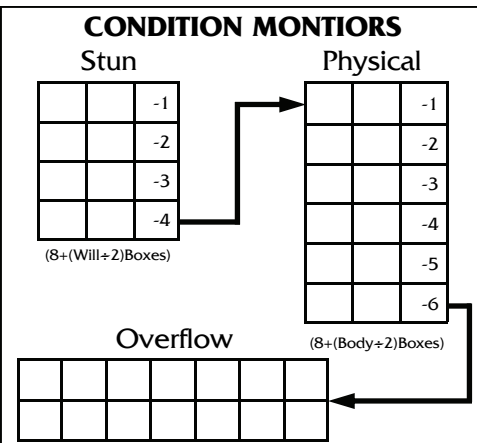 CONDITION MONTIORS
Stun
-1
-2
-3
-4
(8+(Will÷2)Boxes)
Physical
-1
-2
-3
-4
-5
-6
(8+(Body÷2)Boxes)
Overflow